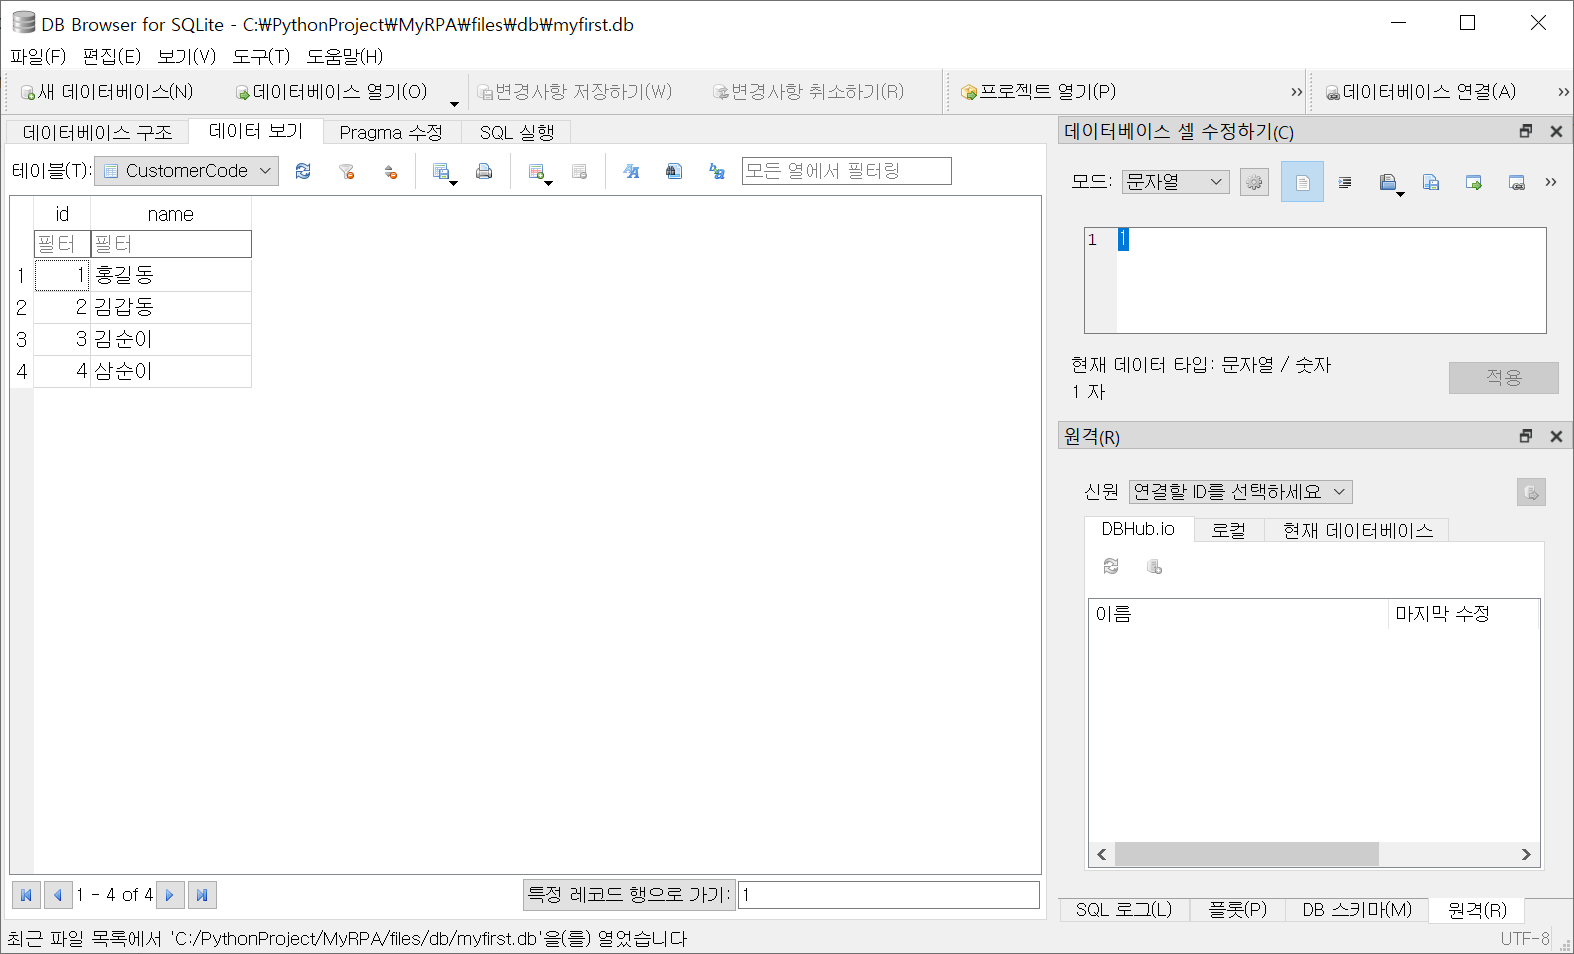 DB Browser for SQLite - C:₩PythonProject₩MyRPA₩files₩db₩myfirst.db
파일(F) 편집(E) 보기(V) 도구(T) 도움말(H)
새 데이터베이스(N) 데이터베이스 열기(O) 변경사항 저장하기(W) 변경사항 취소하기(R) 프로젝트 열기(P) » 데이터베이스 연결(A) »
데이터베이스 구조 데이터 보기 Pragma 수정 SQL 실행
테이블(T): CustomerCode 모든 열에서 필터링
id name
필터 필터
1 1 홍길동
2 2 김갑동
3 3 김순이
4 4 삼순이
1 - 4 of 4 특정 레코드 행으로 가기: 1
데이터베이스 셀 수정하기(C)
모드: 문자열 »
1 1
현재 데이터 타입: 문자열 / 숫자
1 자
적용
원격(R)
신원 연결할 ID를 선택하세요
DBHub.io 로컬 현재 데이터베이스
이름 마지막 수정
SQL 로그(L) 플롯(P) DB 스키마(M) 원격(R)
최근 파일 목록에서 'C:/PythonProject/MyRPA/files/db/myfirst.db'을(를) 열었습니다 UTF-8